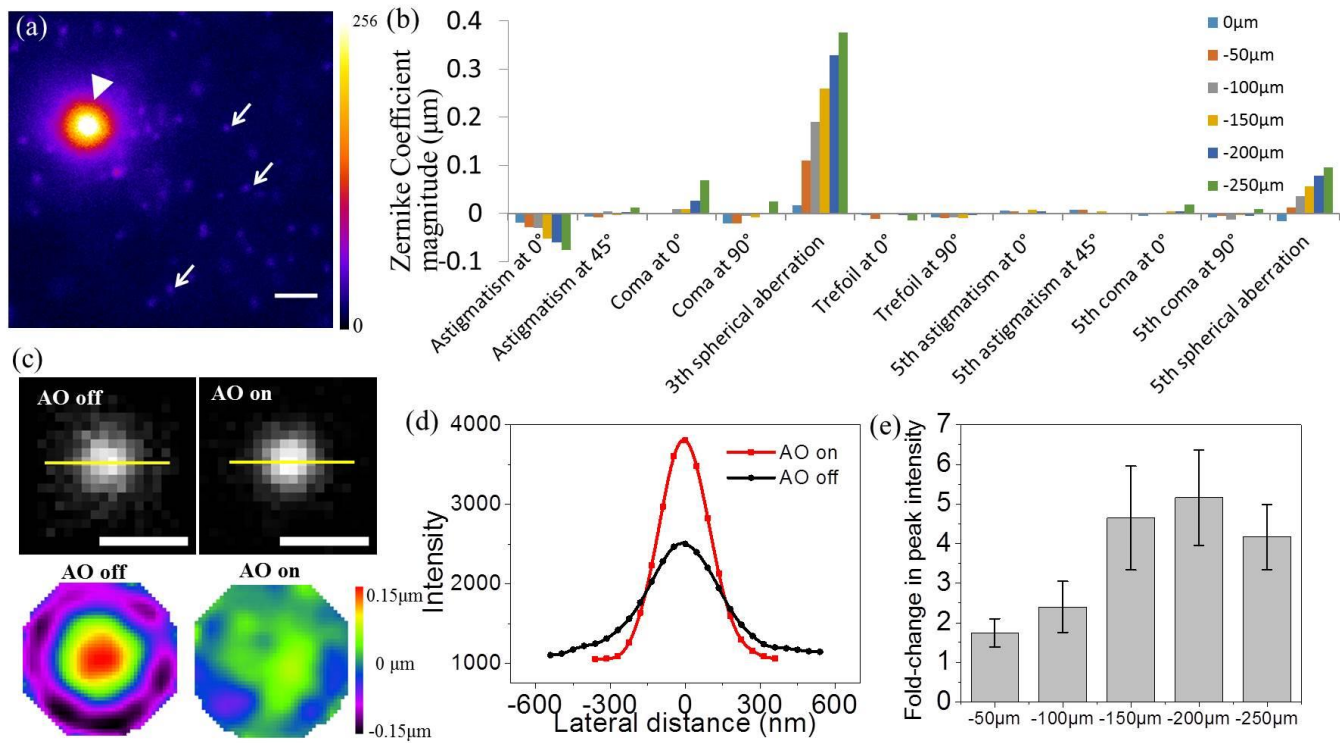 (a)
256
0
(b)
Zernike Coefficient
magnitude (μm)
0.4
0.3
0.2
0.1
0
-0.1
0μm
-50μm
-100μm
-150μm
-200μm
-250μm
Astigmatism at 0°
Astigmatism at 45°
Coma at 0°
Coma at 90°
3th spherical aberration
Trefoil at 0°
Trefoil at 90°
5th astigmatism at 0°
5th astigmatism at 45°
5th coma at 0°
5th coma at 90°
5th spherical aberration
(c)
AO off
AO on
AO off
AO on
0.15μm
0 μm
-0.15μm
(d)
Intensity
4000
3000
2000
1000
AO on
AO off
-600 -300 0 300 600
Lateral distance (nm)
(e)
Fold-change in peak intensity
7
6
5
4
3
2
1
0
-50μm -100μm -150μm -200μm -250μm